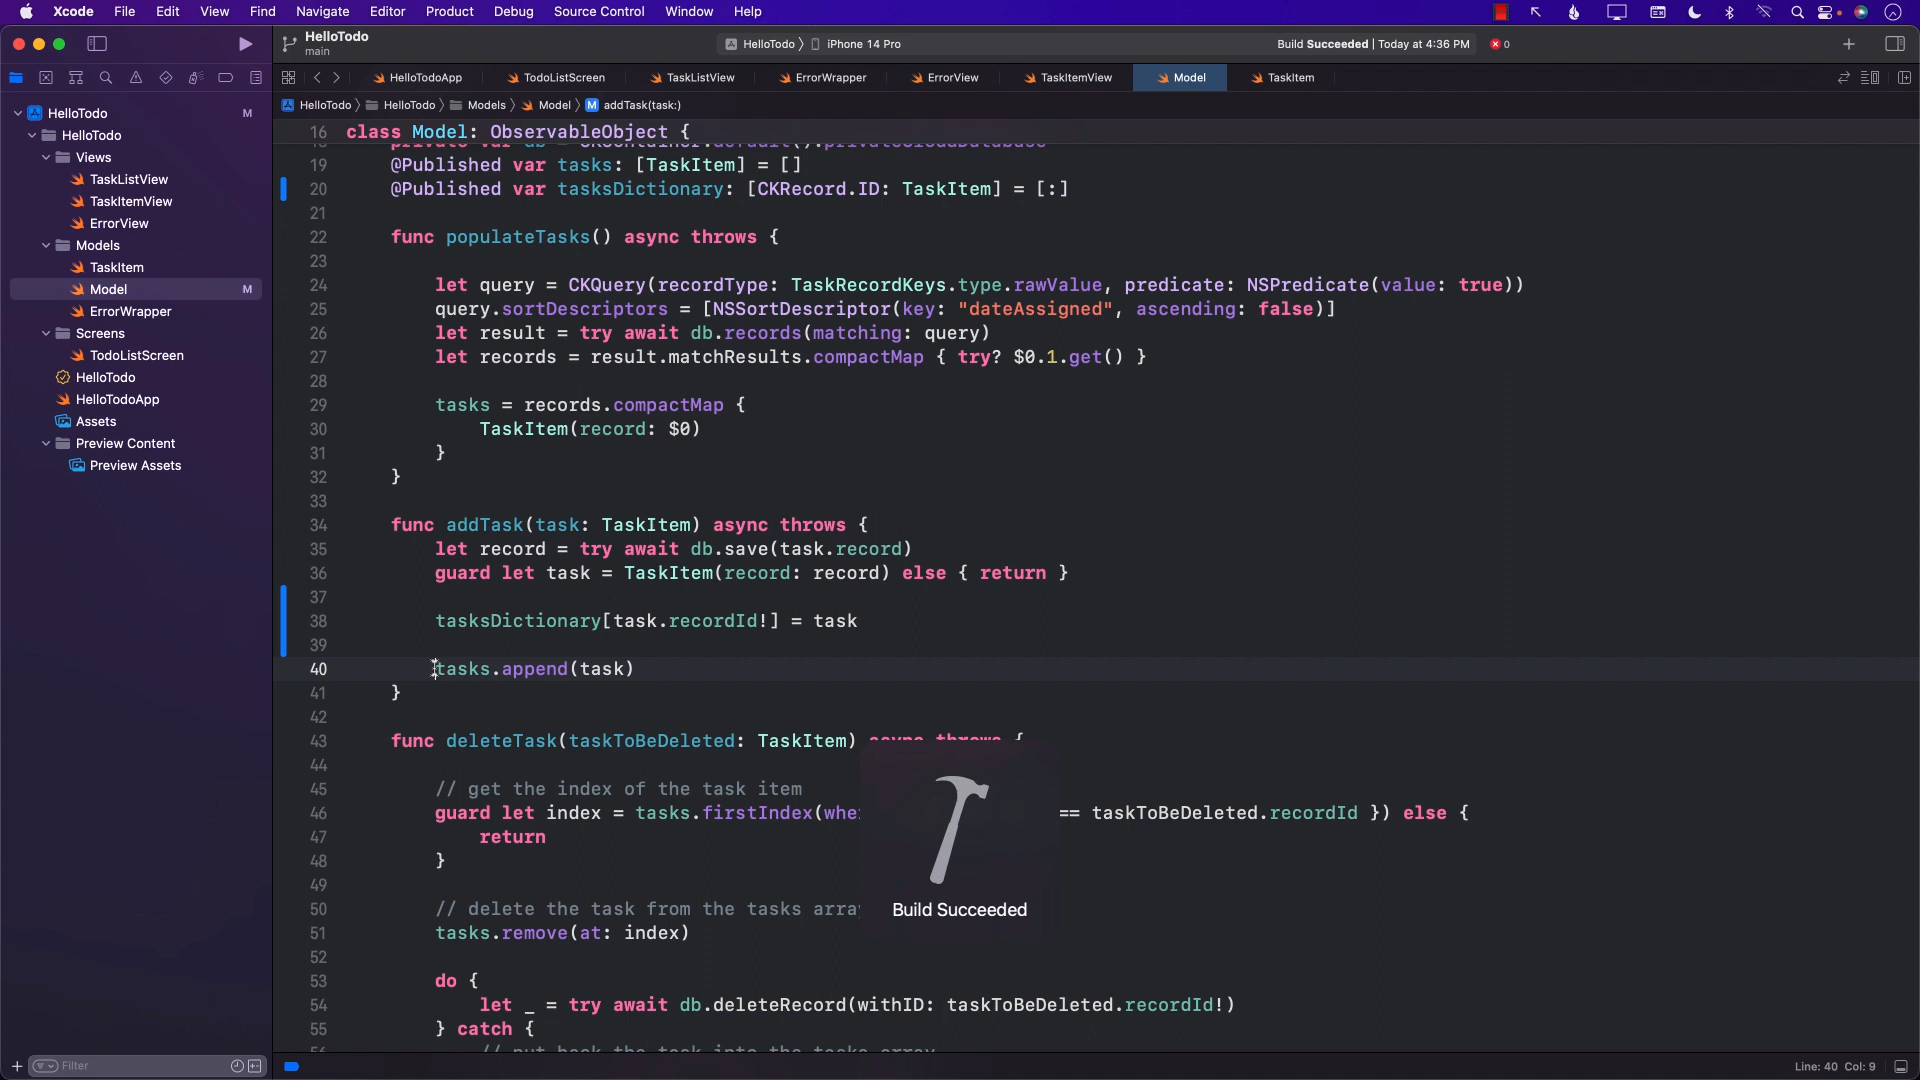 Xcode File Edit View Find Navigate Editor Product Debug Source Control Window Help
HelloTodo
main
HelloTodo iPhone 14 Pro
Build Succeeded | Today at 4:36 PM
0
HelloTodoApp TodoListScreen TaskListView ErrorWrapper ErrorView TaskItemView Model TaskItem
HelloTodo HelloTodo Models Model M addTask(task:)
HelloTodo M
HelloTodo
Views
TaskListView
TaskItemView
ErrorView
Models
TaskItem
Model M
ErrorWrapper
Screens
TodoListScreen
HelloTodo
HelloTodoApp
Assets
Preview Content
Preview Assets
Filter
16 class Model: ObservableObject {
19 @Published var tasks: [TaskItem] = []
20 @Published var tasksDictionary: [CKRecord.ID: TaskItem] = [:]
21
22 func populateTasks() async throws {
23
24 let query = CKQuery(recordType: TaskRecordKeys.type.rawValue, predicate: NSPredicate(value: true))
25 query.sortDescriptors = [NSSortDescriptor(key: "dateAssigned", ascending: false)]
26 let result = try await db.records(matching: query)
27 let records = result.matchResults.compactMap { try? $0.1.get() }
28
29 tasks = records.compactMap {
30 TaskItem(record: $0)
31 }
32 }
33
34 func addTask(task: TaskItem) async throws {
35 let record = try await db.save(task.record)
36 guard let task = TaskItem(record: record) else { return }
37
38 tasksDictionary[task.recordId!] = task
39
40 tasks.append(task)
41 }
42
43 func deleteTask(taskToBeDeleted: TaskItem) async throws {
44
45 // get the index of the task item
46 guard let index = tasks.firstIndex( == taskToBeDeleted.recordId }) else {
47 return
48 }
49
50 // delete the task from the tasks
51 tasks.remove(at: index)
52
53 do {
54 let _ = try await db.deleteRecord(withID: taskToBeDeleted.recordId!)
55 } catch {
Build Succeeded
Line: 40 Col: 9